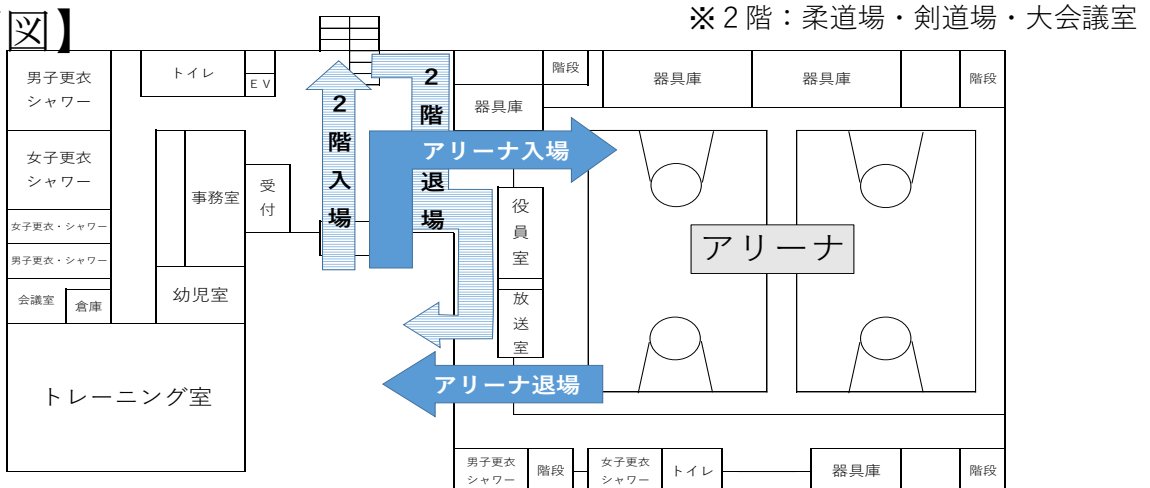 図】
※２階：柔道場・剣道場・大会議室
男子更衣
シャワー
トイレ
ＥＶ
階段
器具庫
器具庫
階段
器具庫
女子更衣
シャワー
事務室
受付
２階入場
２階退場
アリーナ入場
役員室
アリーナ
女子更衣・シャワー
男子更衣・シャワー
会議室
倉庫
幼児室
放送室
トレーニング室
アリーナ退場
男子更衣
シャワー
階段
女子更衣
シャワー
トイレ
器具庫
階段